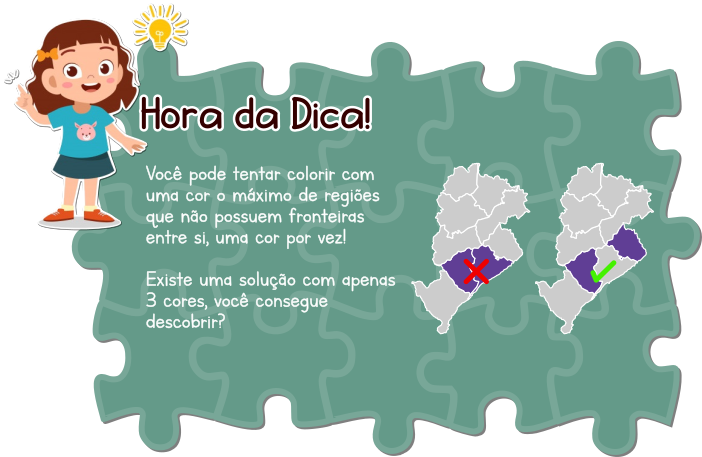 Hora da Dica!
Você pode tentar colorir com
uma cor o máximo de regiões
que não possuem fronteiras
entre si, uma cor por vez!
Existe uma solução com apenas
3 cores, você consegue
descobrir?